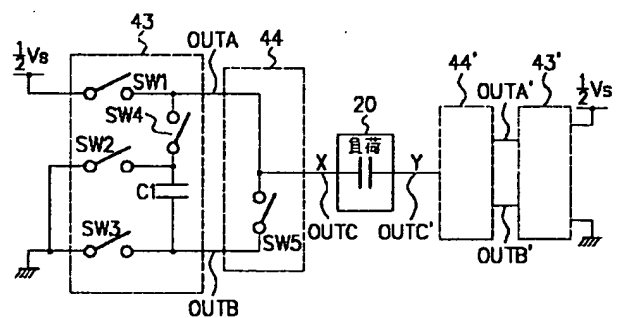 43
44
½Vs
OUTA
SW1
SW4
SW2
C1
SW3
SW5
OUTB
20
負荷
X
Y
OUTC
OUTC'
44'
43'
OUTA'
½Vs
OUTB'